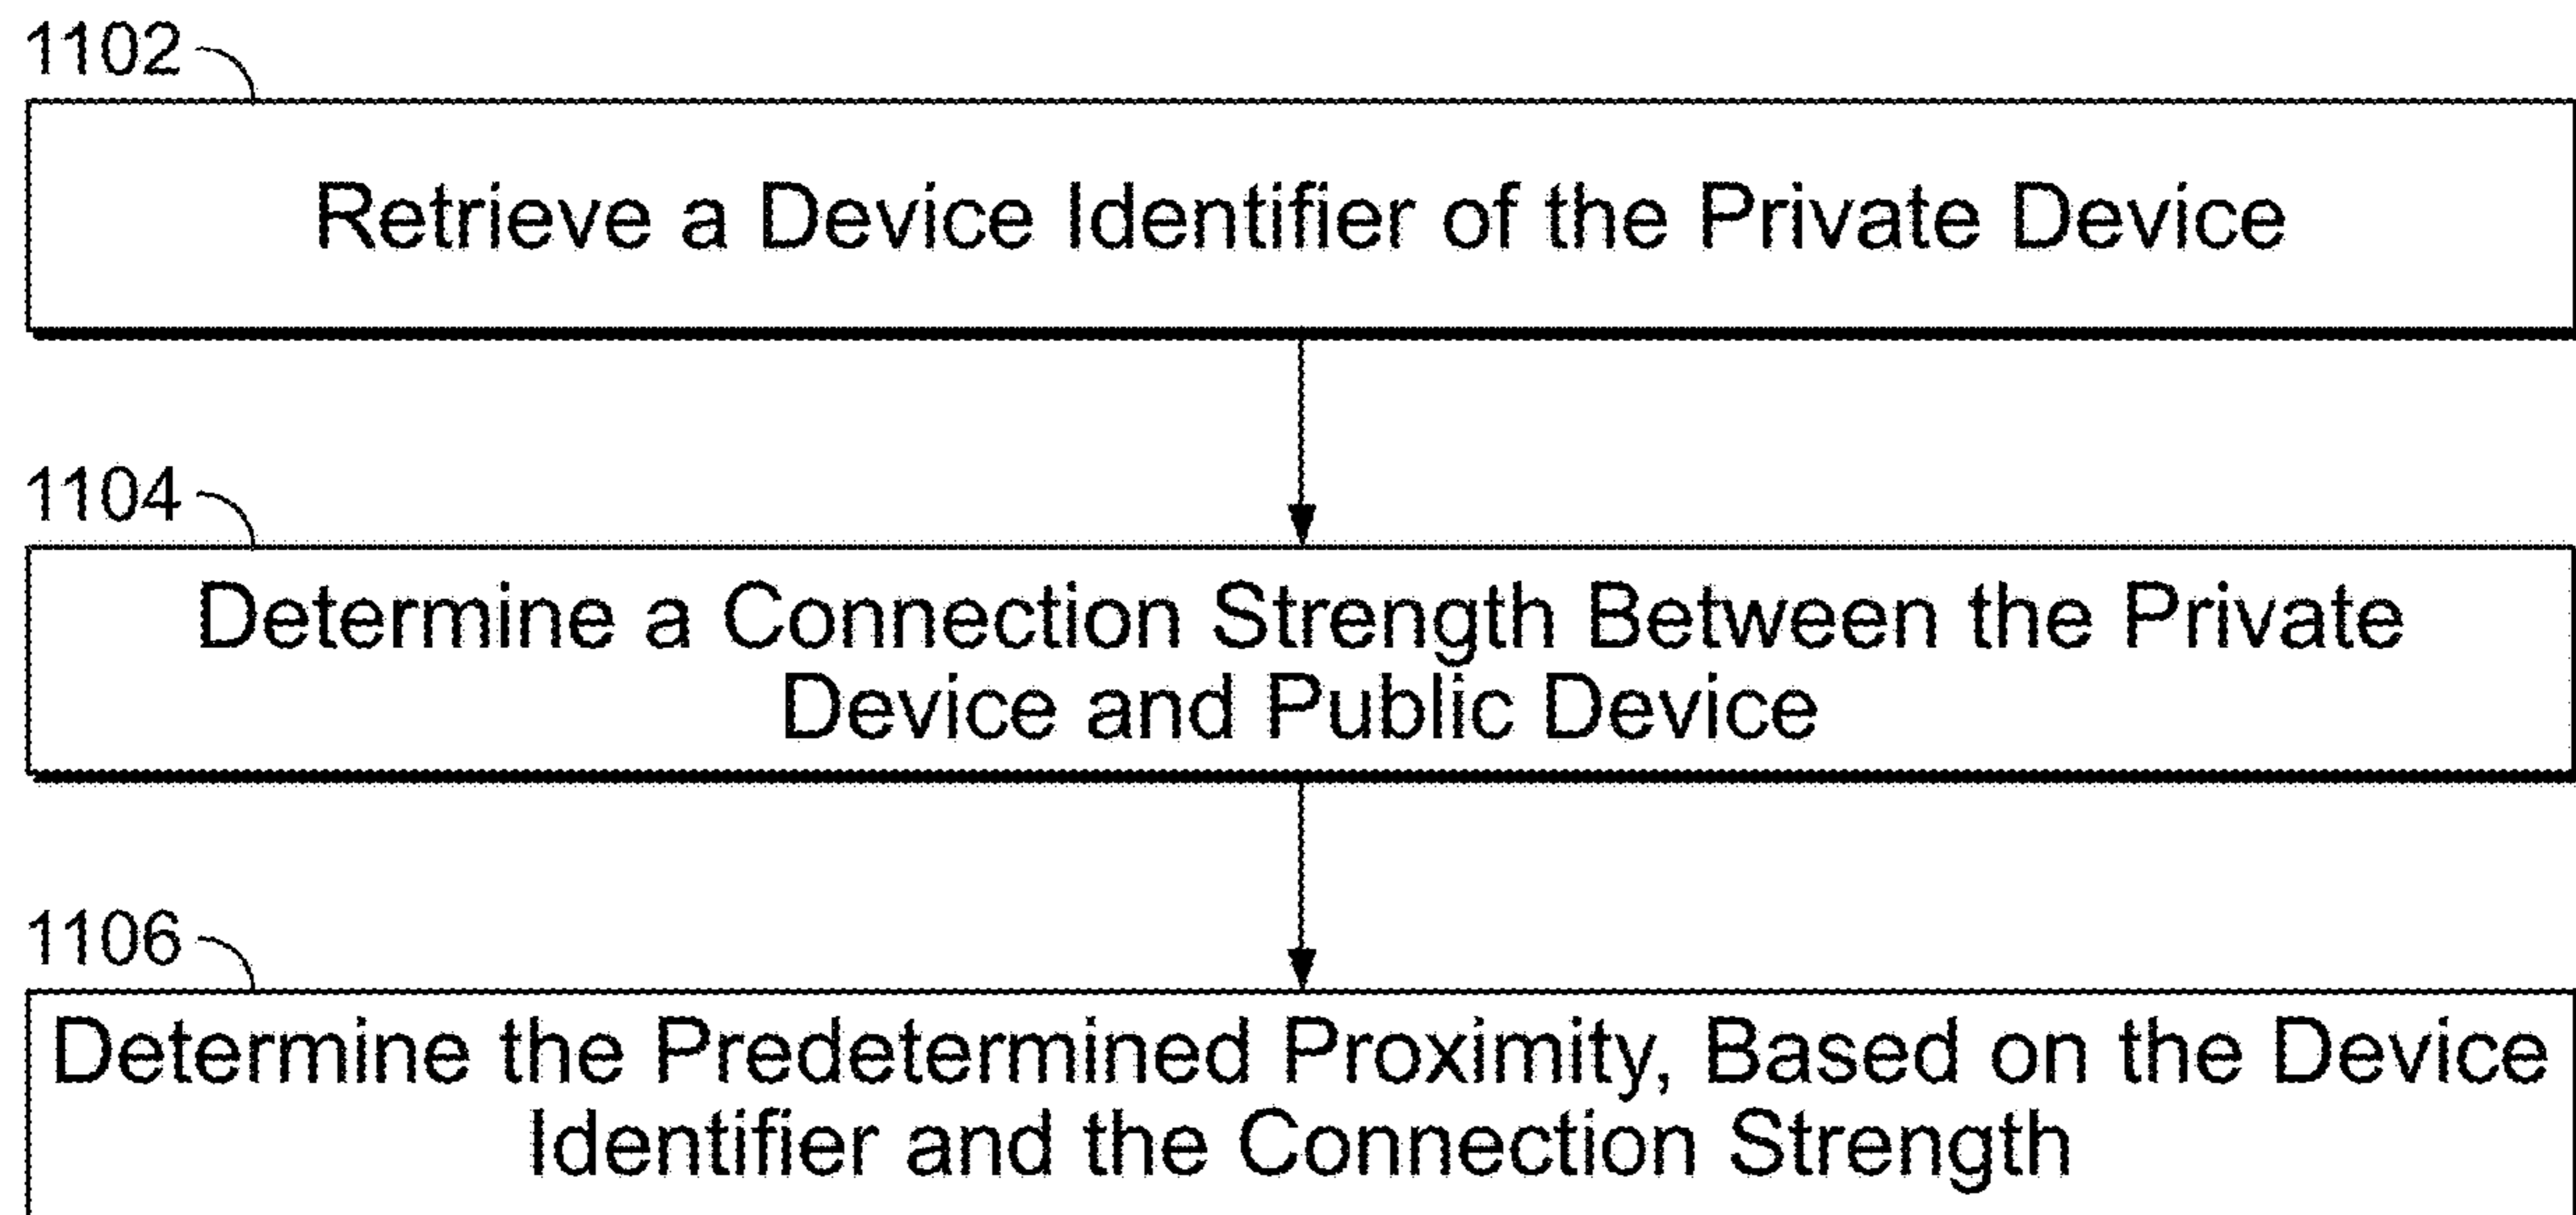 1102
Retrieve a Device Identifier of the Private Device
1104
Determine a Connection Strength Between the Private
Device and Public Device
1106
Determine the Predetermined Proximity, Based on the Device
Identifier and the Connection Strength